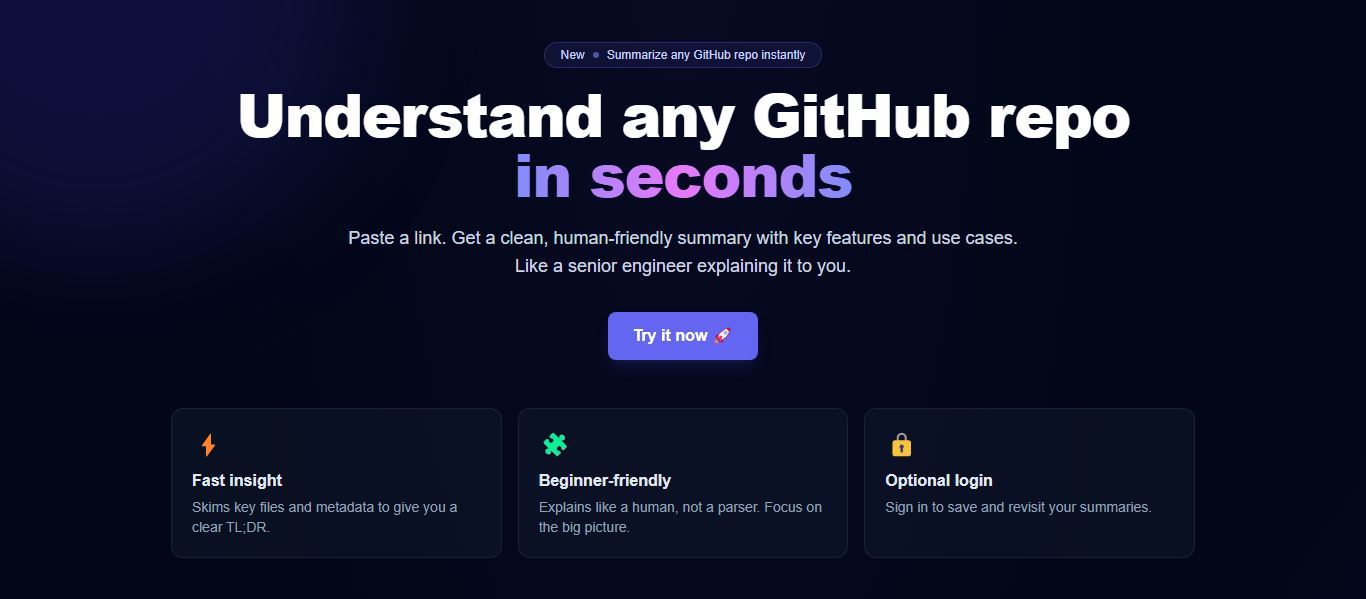 New • Summarize any GitHub repo instantly
Understand any GitHub repo
in seconds
Paste a link. Get a clean, human-friendly summary with key features and use cases.
Like a senior engineer explaining it to you.
Try it now 🚀
Fast insight
Skims key files and metadata to give you a
clear TL;DR.
Beginner-friendly
Explains like a human, not a parser. Focus on
the big picture.
Optional login
Sign in to save and revisit your summaries.